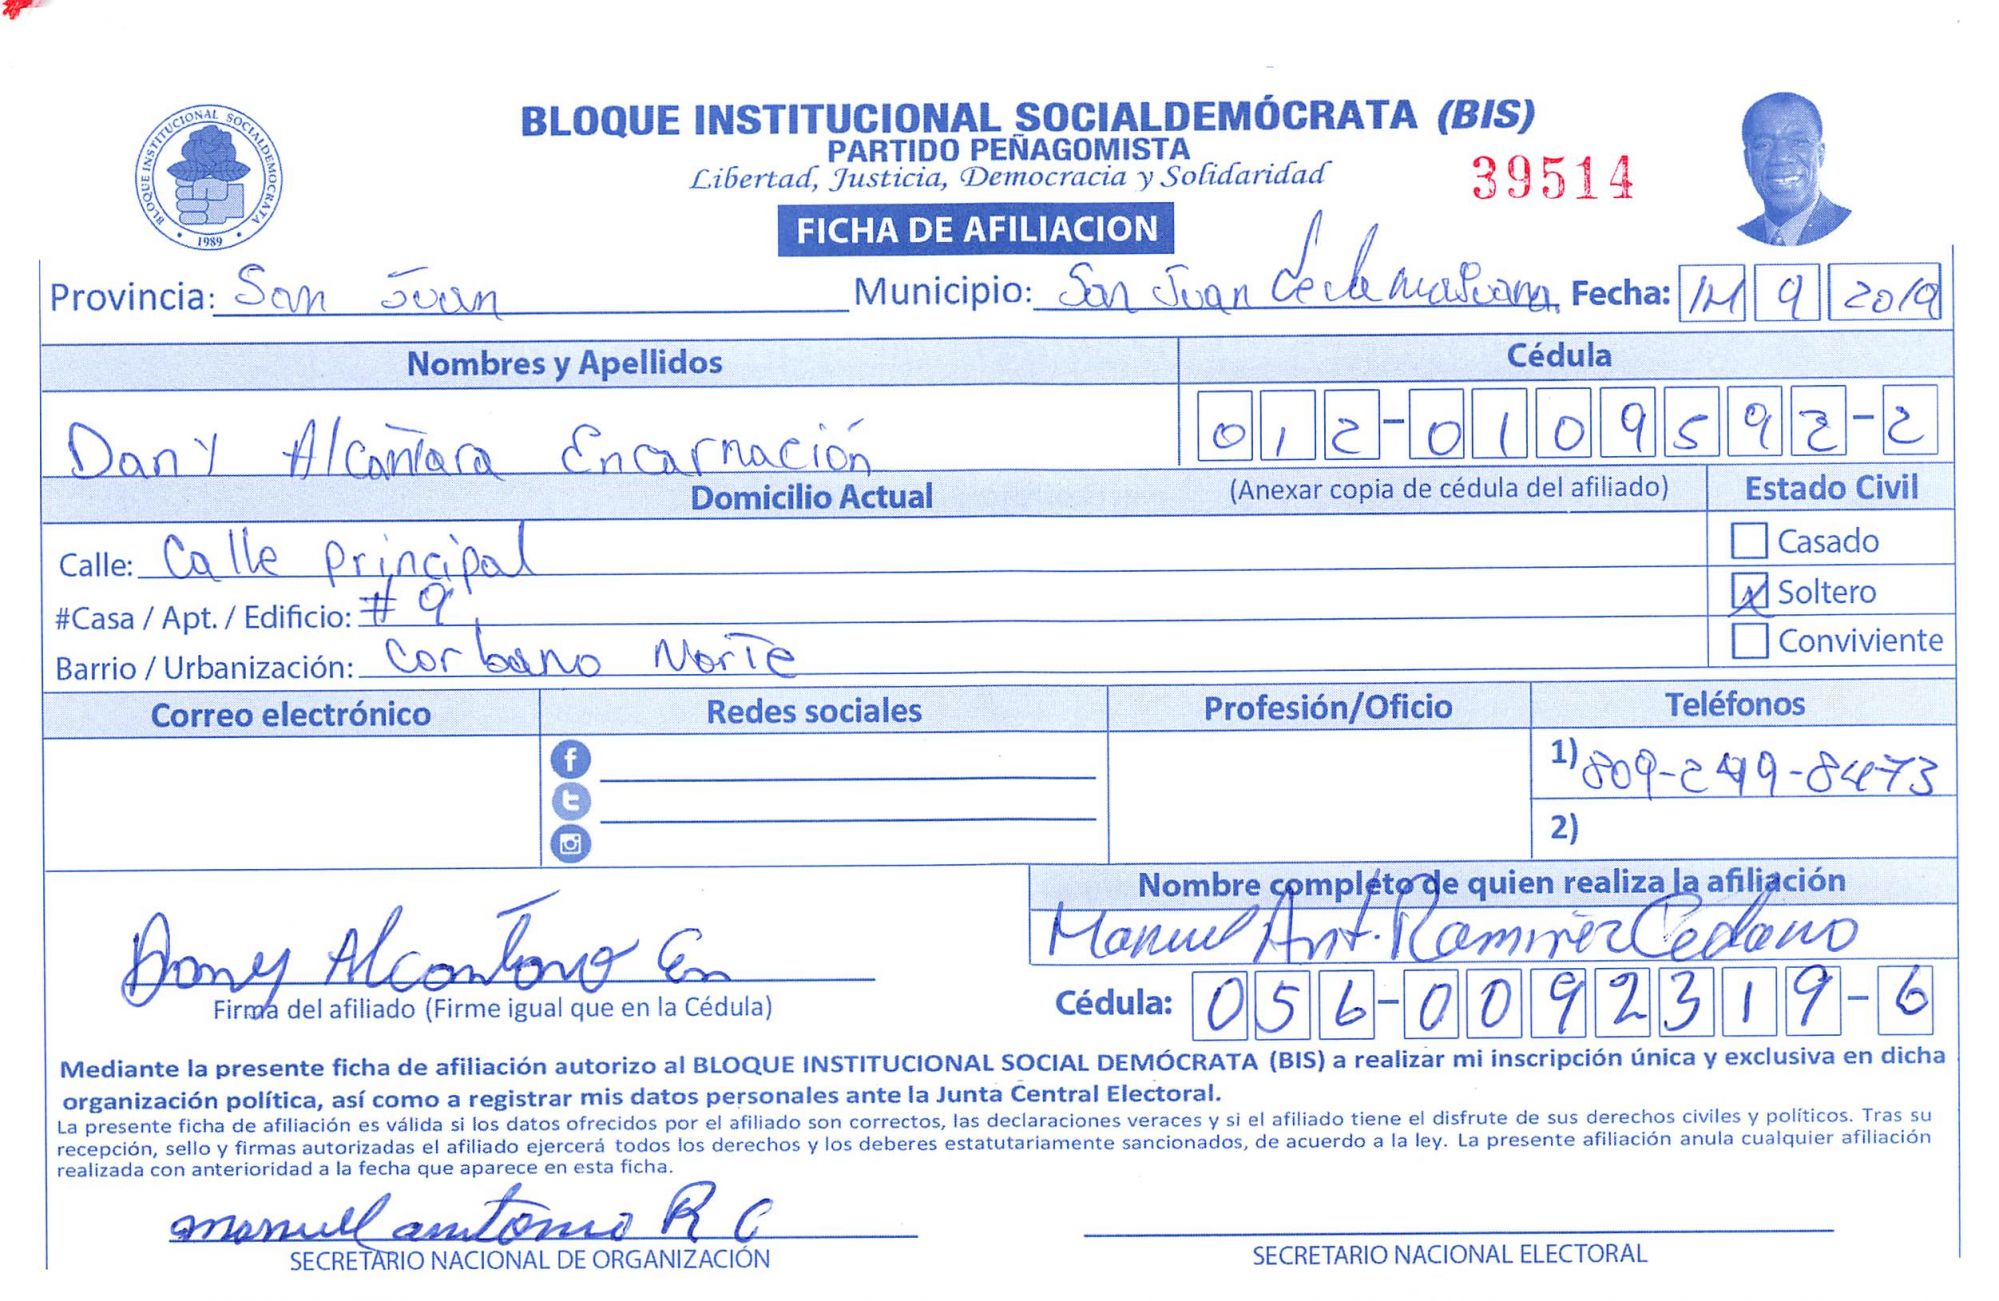 BLOQUE INSTITUCIONAL SOCIALDEMÓCRATA (BIS)
PARTIDO PEÑAGOMISTA
Libertad, Justicia, Democracia y Solidaridad
39514
BLOQUE INSTITUCIONAL SOCIALDEMOCRATA
1989
FICHA DE AFILIACION
Provincia: San Juan Municipio: San Juan de la maguana Fecha: 14 9 2019
Nombres y Apellidos Cédula
Dany Alcántara Encarnación 012-0109592-2
Domicilio Actual (Anexar copia de cédula del afiliado) Estado Civil
Calle: Calle principal Casado
#Casa / Apt. / Edificio: # 9 Soltero
Barrio / Urbanización: Corbano Norte Conviviente
Correo electrónico Redes sociales Profesión/Oficio Teléfonos
1) 809-249-8473
2)
Nombre completo de quien realiza la afiliación
Manuel Ant. Ramirez Cedano
Dany Alcantara En
Firma del afiliado (Firme igual que en la Cédula) Cédula: 056-0092319-6
Mediante la presente ficha de afiliación autorizo al BLOQUE INSTITUCIONAL SOCIAL DEMÓCRATA (BIS) a realizar mi inscripción única y exclusiva en dicha
organización política, así como a registrar mis datos personales ante la Junta Central Electoral.
La presente ficha de afiliación es válida si los datos ofrecidos por el afiliado son correctos, las declaraciones veraces y si el afiliado tiene el disfrute de sus derechos civiles y políticos. Tras su
recepción, sello y firmas autorizadas el afiliado ejercerá todos los derechos y los deberes estatutariamente sancionados, de acuerdo a la ley. La presente afiliación anula cualquier afiliación
realizada con anterioridad a la fecha que aparece en esta ficha.
manuel antonio R C
SECRETARIO NACIONAL DE ORGANIZACIÓN SECRETARIO NACIONAL ELECTORAL